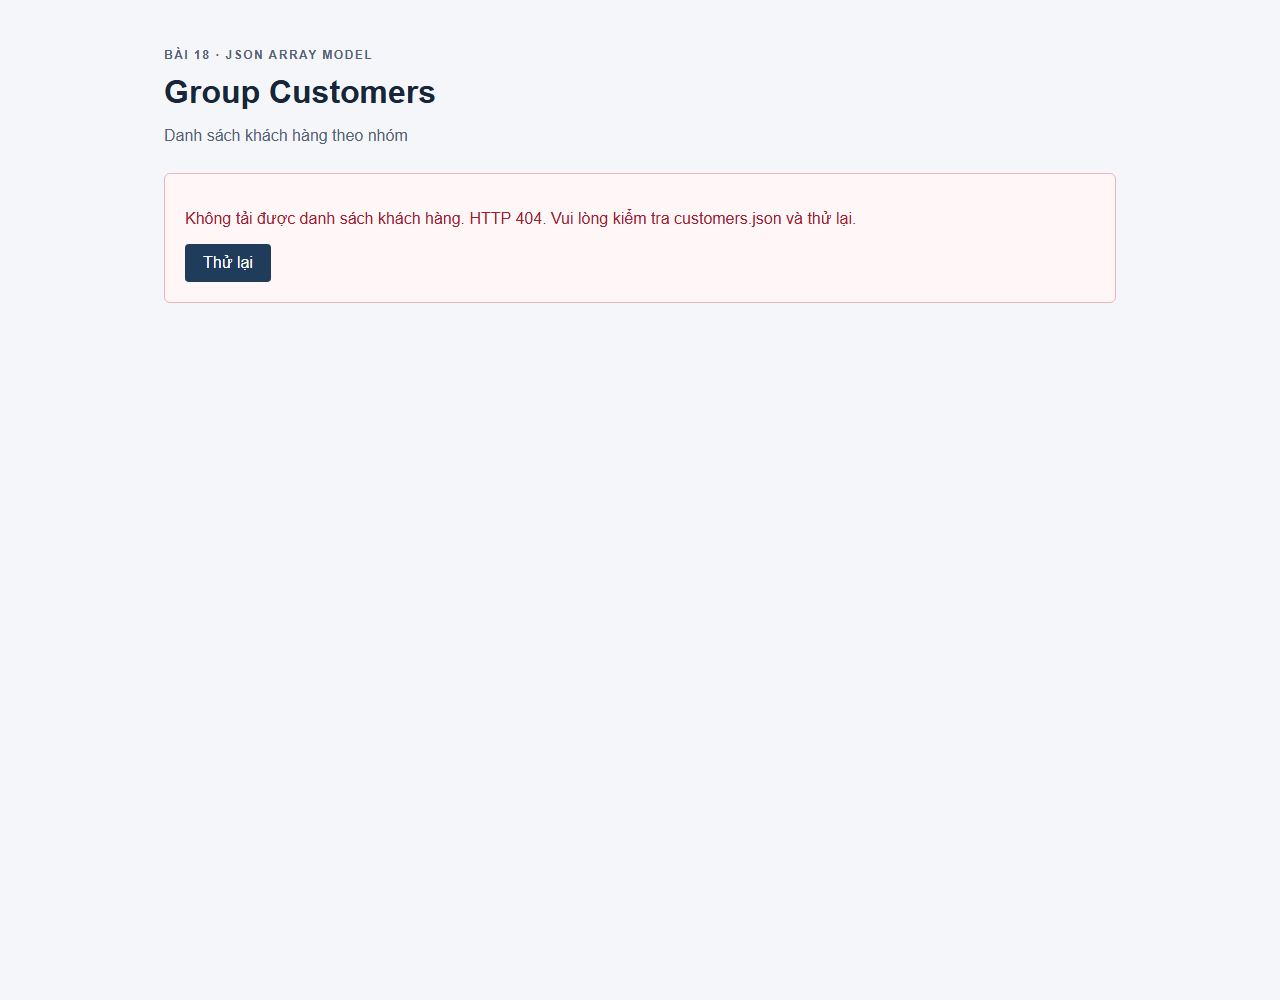 BÀI 18 · JSON ARRAY MODEL
Group Customers
Danh sách khách hàng theo nhóm
Không tải được danh sách khách hàng. HTTP 404. Vui lòng kiểm tra customers.json và thử lại.
Thử lại